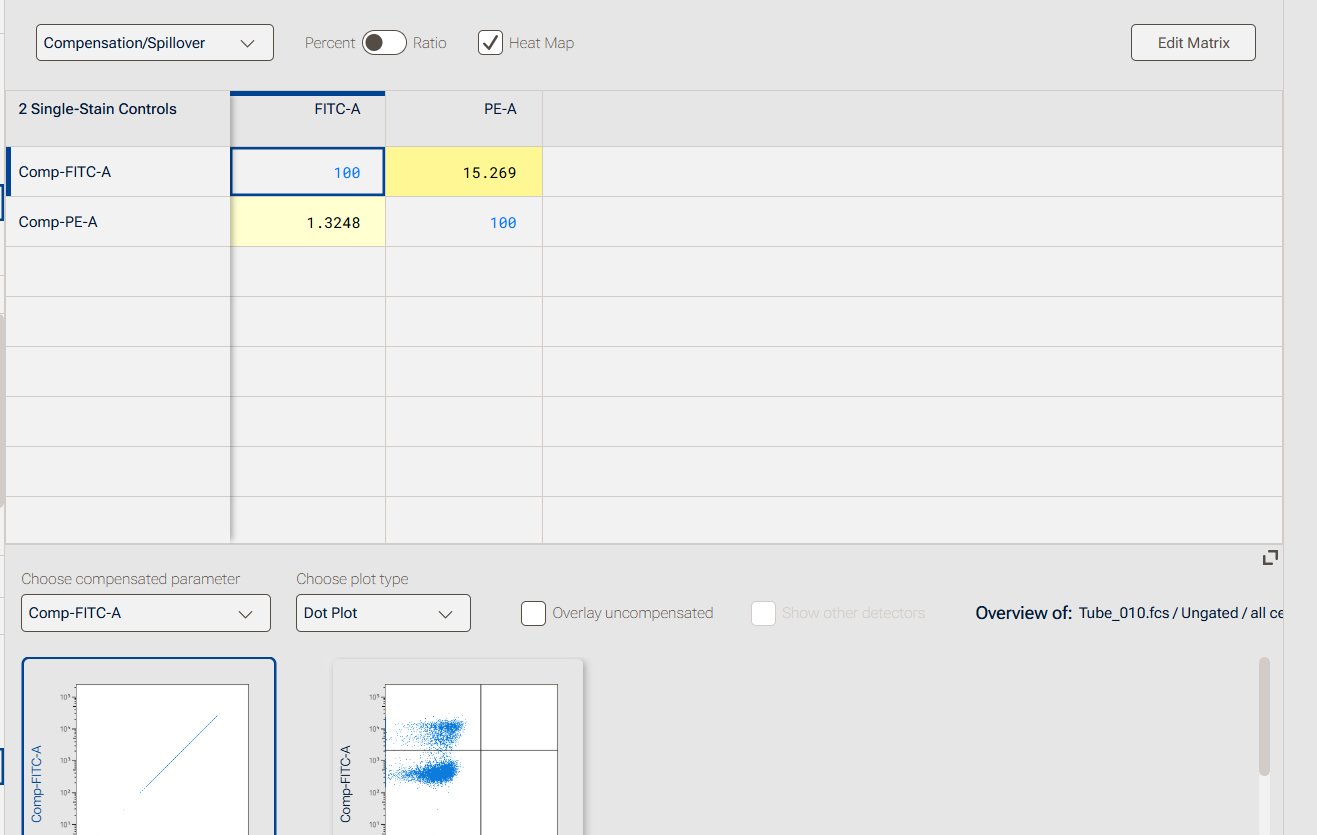 Compensation/Spillover Percent Ratio Heat Map Edit Matrix
2 Single-Stain Controls FITC-A PE-A
Comp-FITC-A 100 15.269
Comp-PE-A 1.3248 100
Choose compensated parameter Choose plot type
Comp-FITC-A Dot Plot Overlay uncompensated Show other detectors Overview of: Tube_010.fcs / Ungated / all ce
Comp-FITC-A
Comp-FITC-A